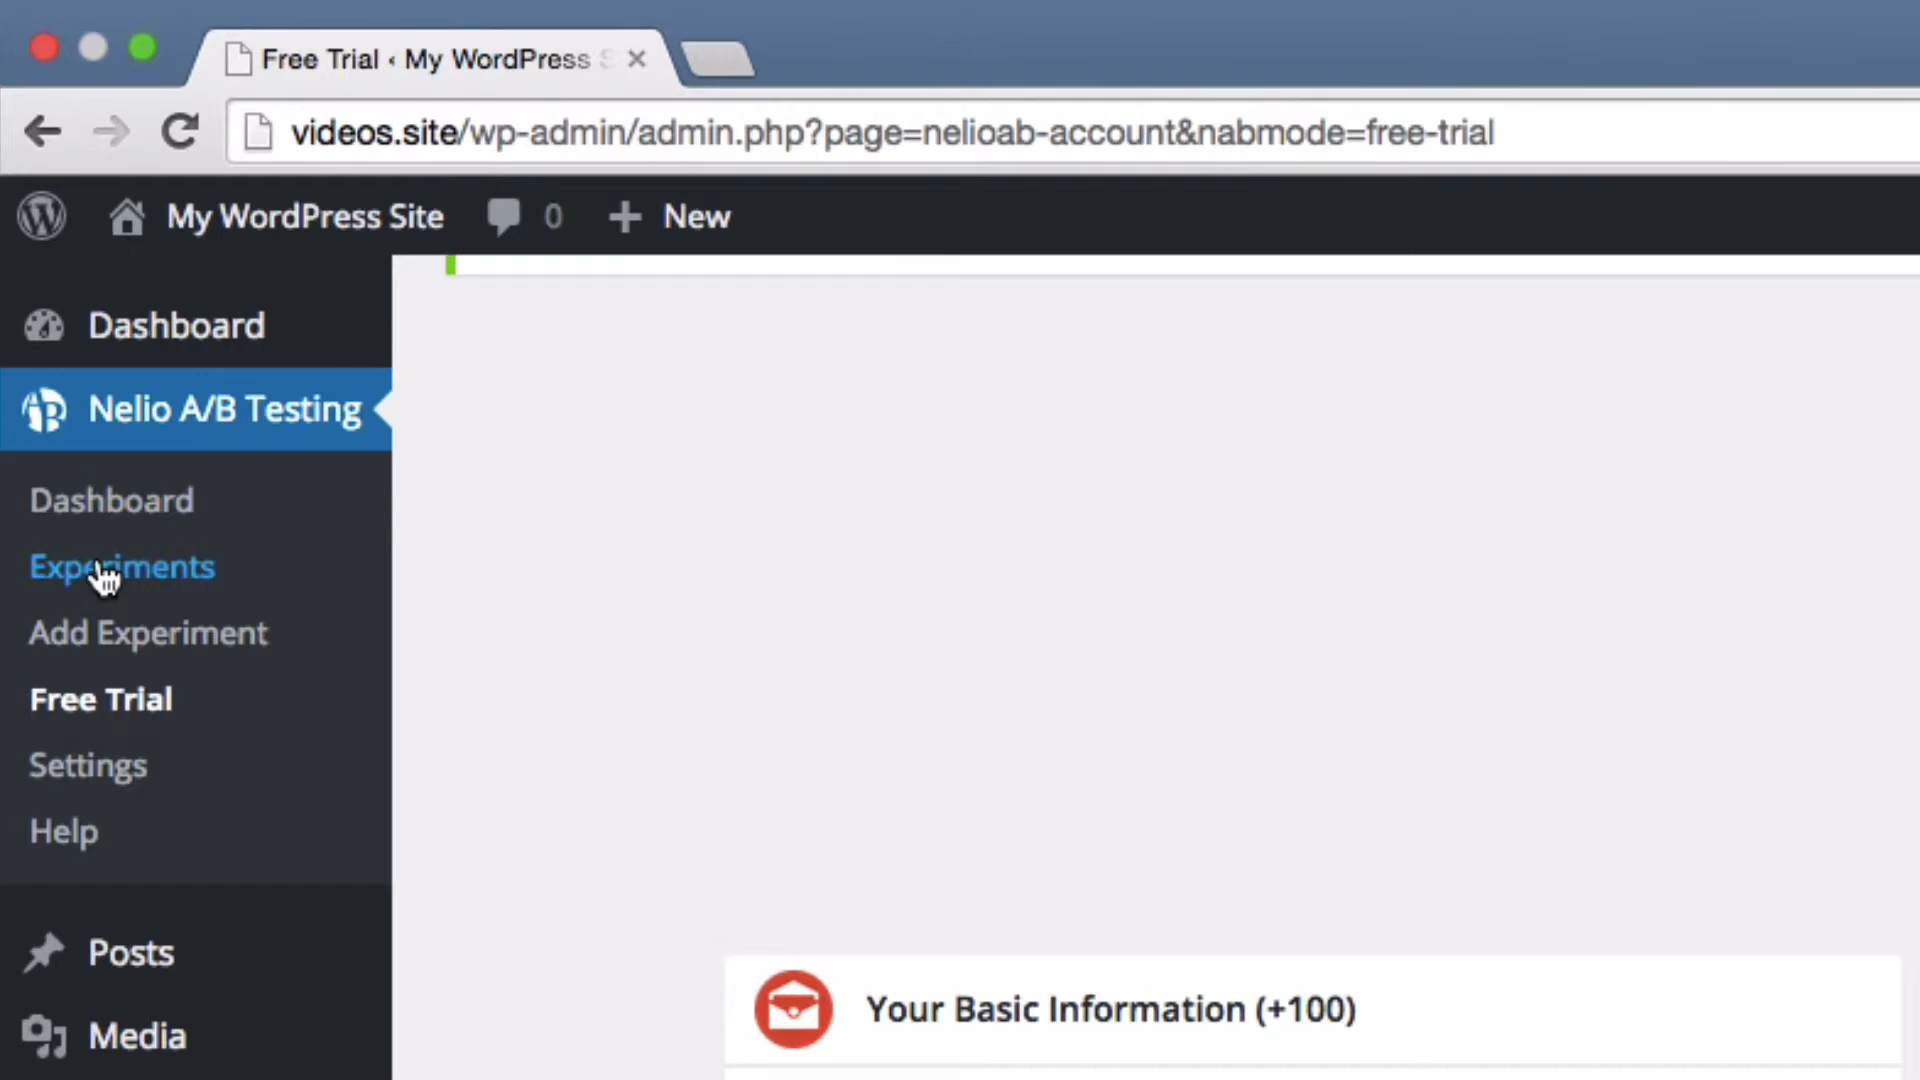 Free Trial ‹ My WordPress S
videos.site/wp-admin/admin.php?page=nelioab-account&nabmode=free-trial
My WordPress Site 0 New
Dashboard
Nelio A/B Testing
Dashboard
Experiments
Add Experiment
Free Trial
Settings
Help
Posts
Media
Your Basic Information (+100)